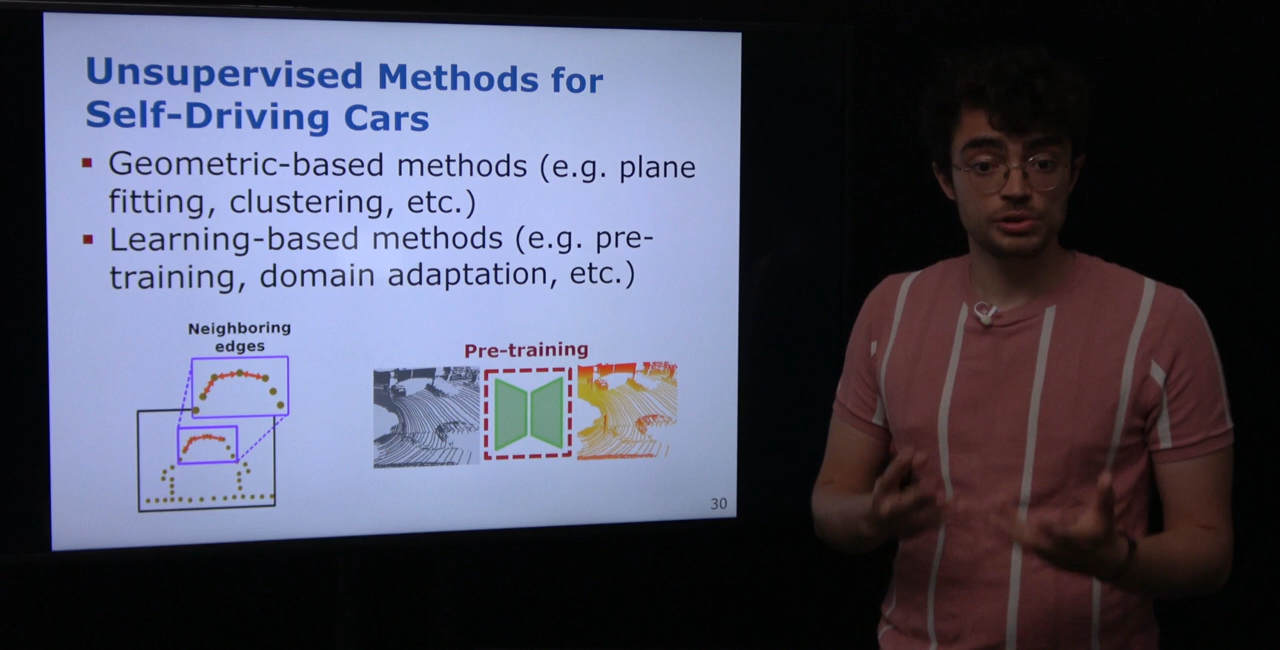 Unsupervised Methods for
Self-Driving Cars
Geometric-based methods (e.g. plane
fitting, clustering, etc.)
Learning-based methods (e.g. pre-
training, domain adaptation, etc.)
Neighboring
edges
Pre-training
30